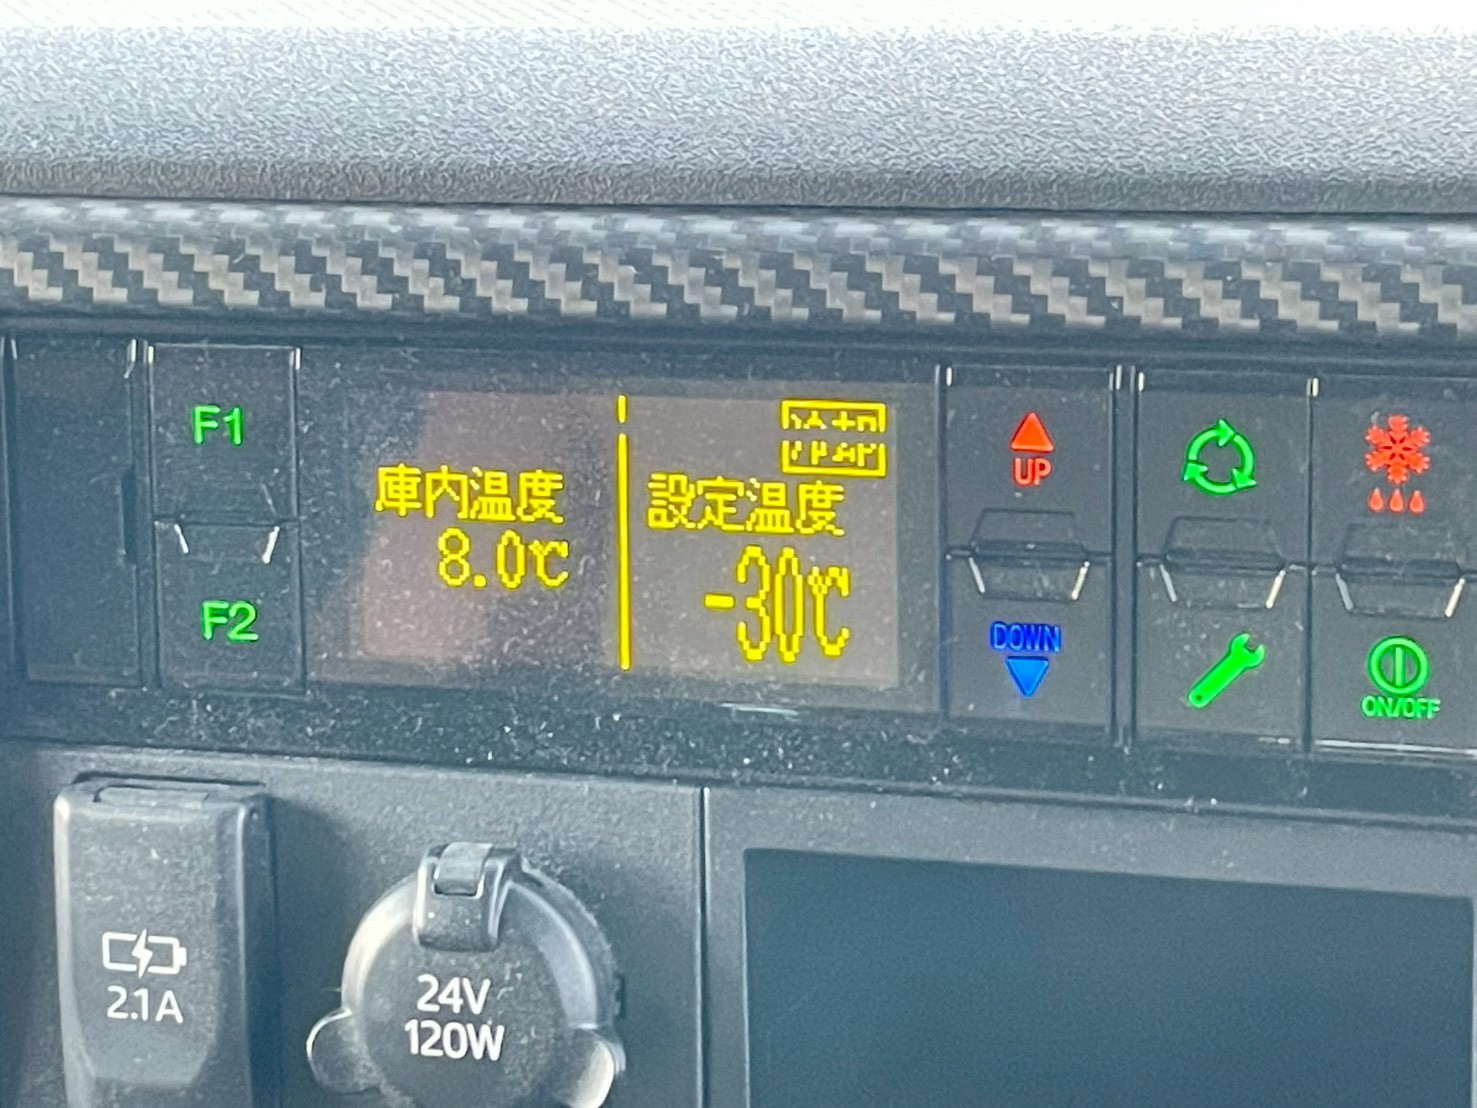 F1
F2
庫内温度
8.0℃
設定温度
-30℃
UP
DOWN
ON/OFF
2.1A
24V
120W